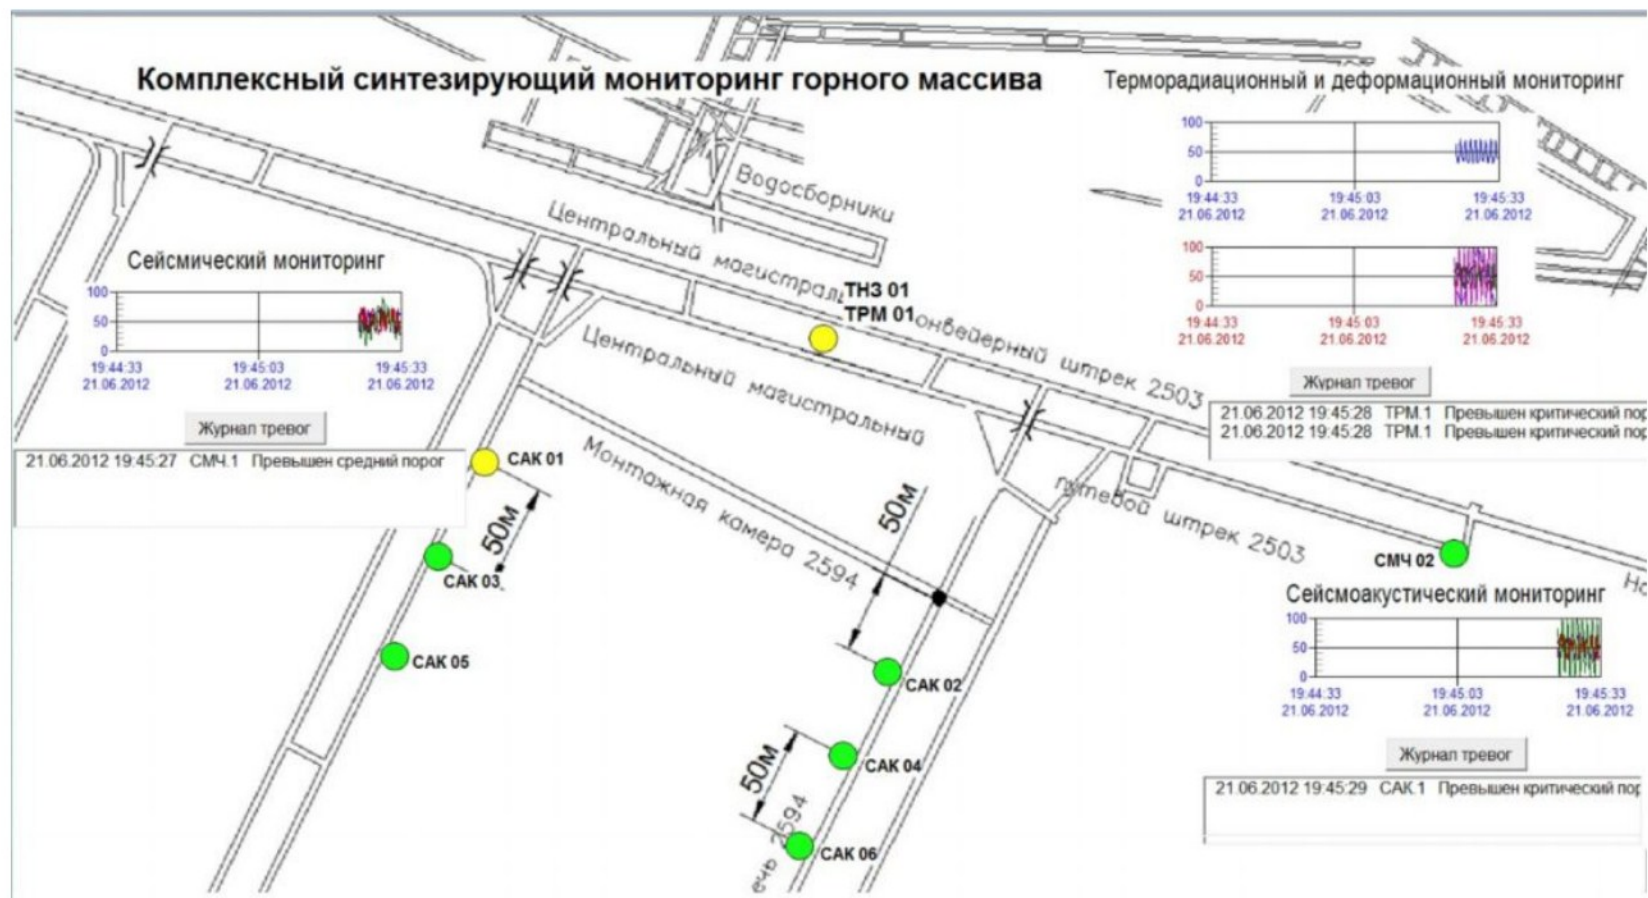 Комплексный синтезирующий мониторинг горного массива
Терморадиационный и деформационный мониторинг
100
50
0
19:44:33
21.06.2012
19:45:03
21.06.2012
19:45:33
21.06.2012
100
50
0
19:44:33
21.06.2012
19:45:03
21.06.2012
19:45:33
21.06.2012
Журнал тревог
21.06.2012 19:45:28 ТРМ.1 Превышен критический пор
21.06.2012 19:45:28 ТРМ.1 Превышен критический пор
Водосборники
Центральный магистрал
онвейерный штрек 2503
ТНЗ 01
ТРМ 01
Центральный магистральный
путевой штрек 2503
Монтажная камера 2594
Сейсмический мониторинг
100
50
0
19:44:33
21.06.2012
19:45:03
21.06.2012
19:45:33
21.06.2012
Журнал тревог
21.06.2012 19:45:27 СМЧ.1 Превышен средний порог
САК 01
50м
САК 03
САК 05
50м
САК 02
САК 04
50м
САК 06
ечь 2594
СМЧ 02
Но
Сейсмоакустический мониторинг
100
50
0
19:44:33
21.06.2012
19:45:03
21.06.2012
19:45:33
21.06.2012
Журнал тревог
21.06.2012 19:45:29 САК.1 Превышен критический пор